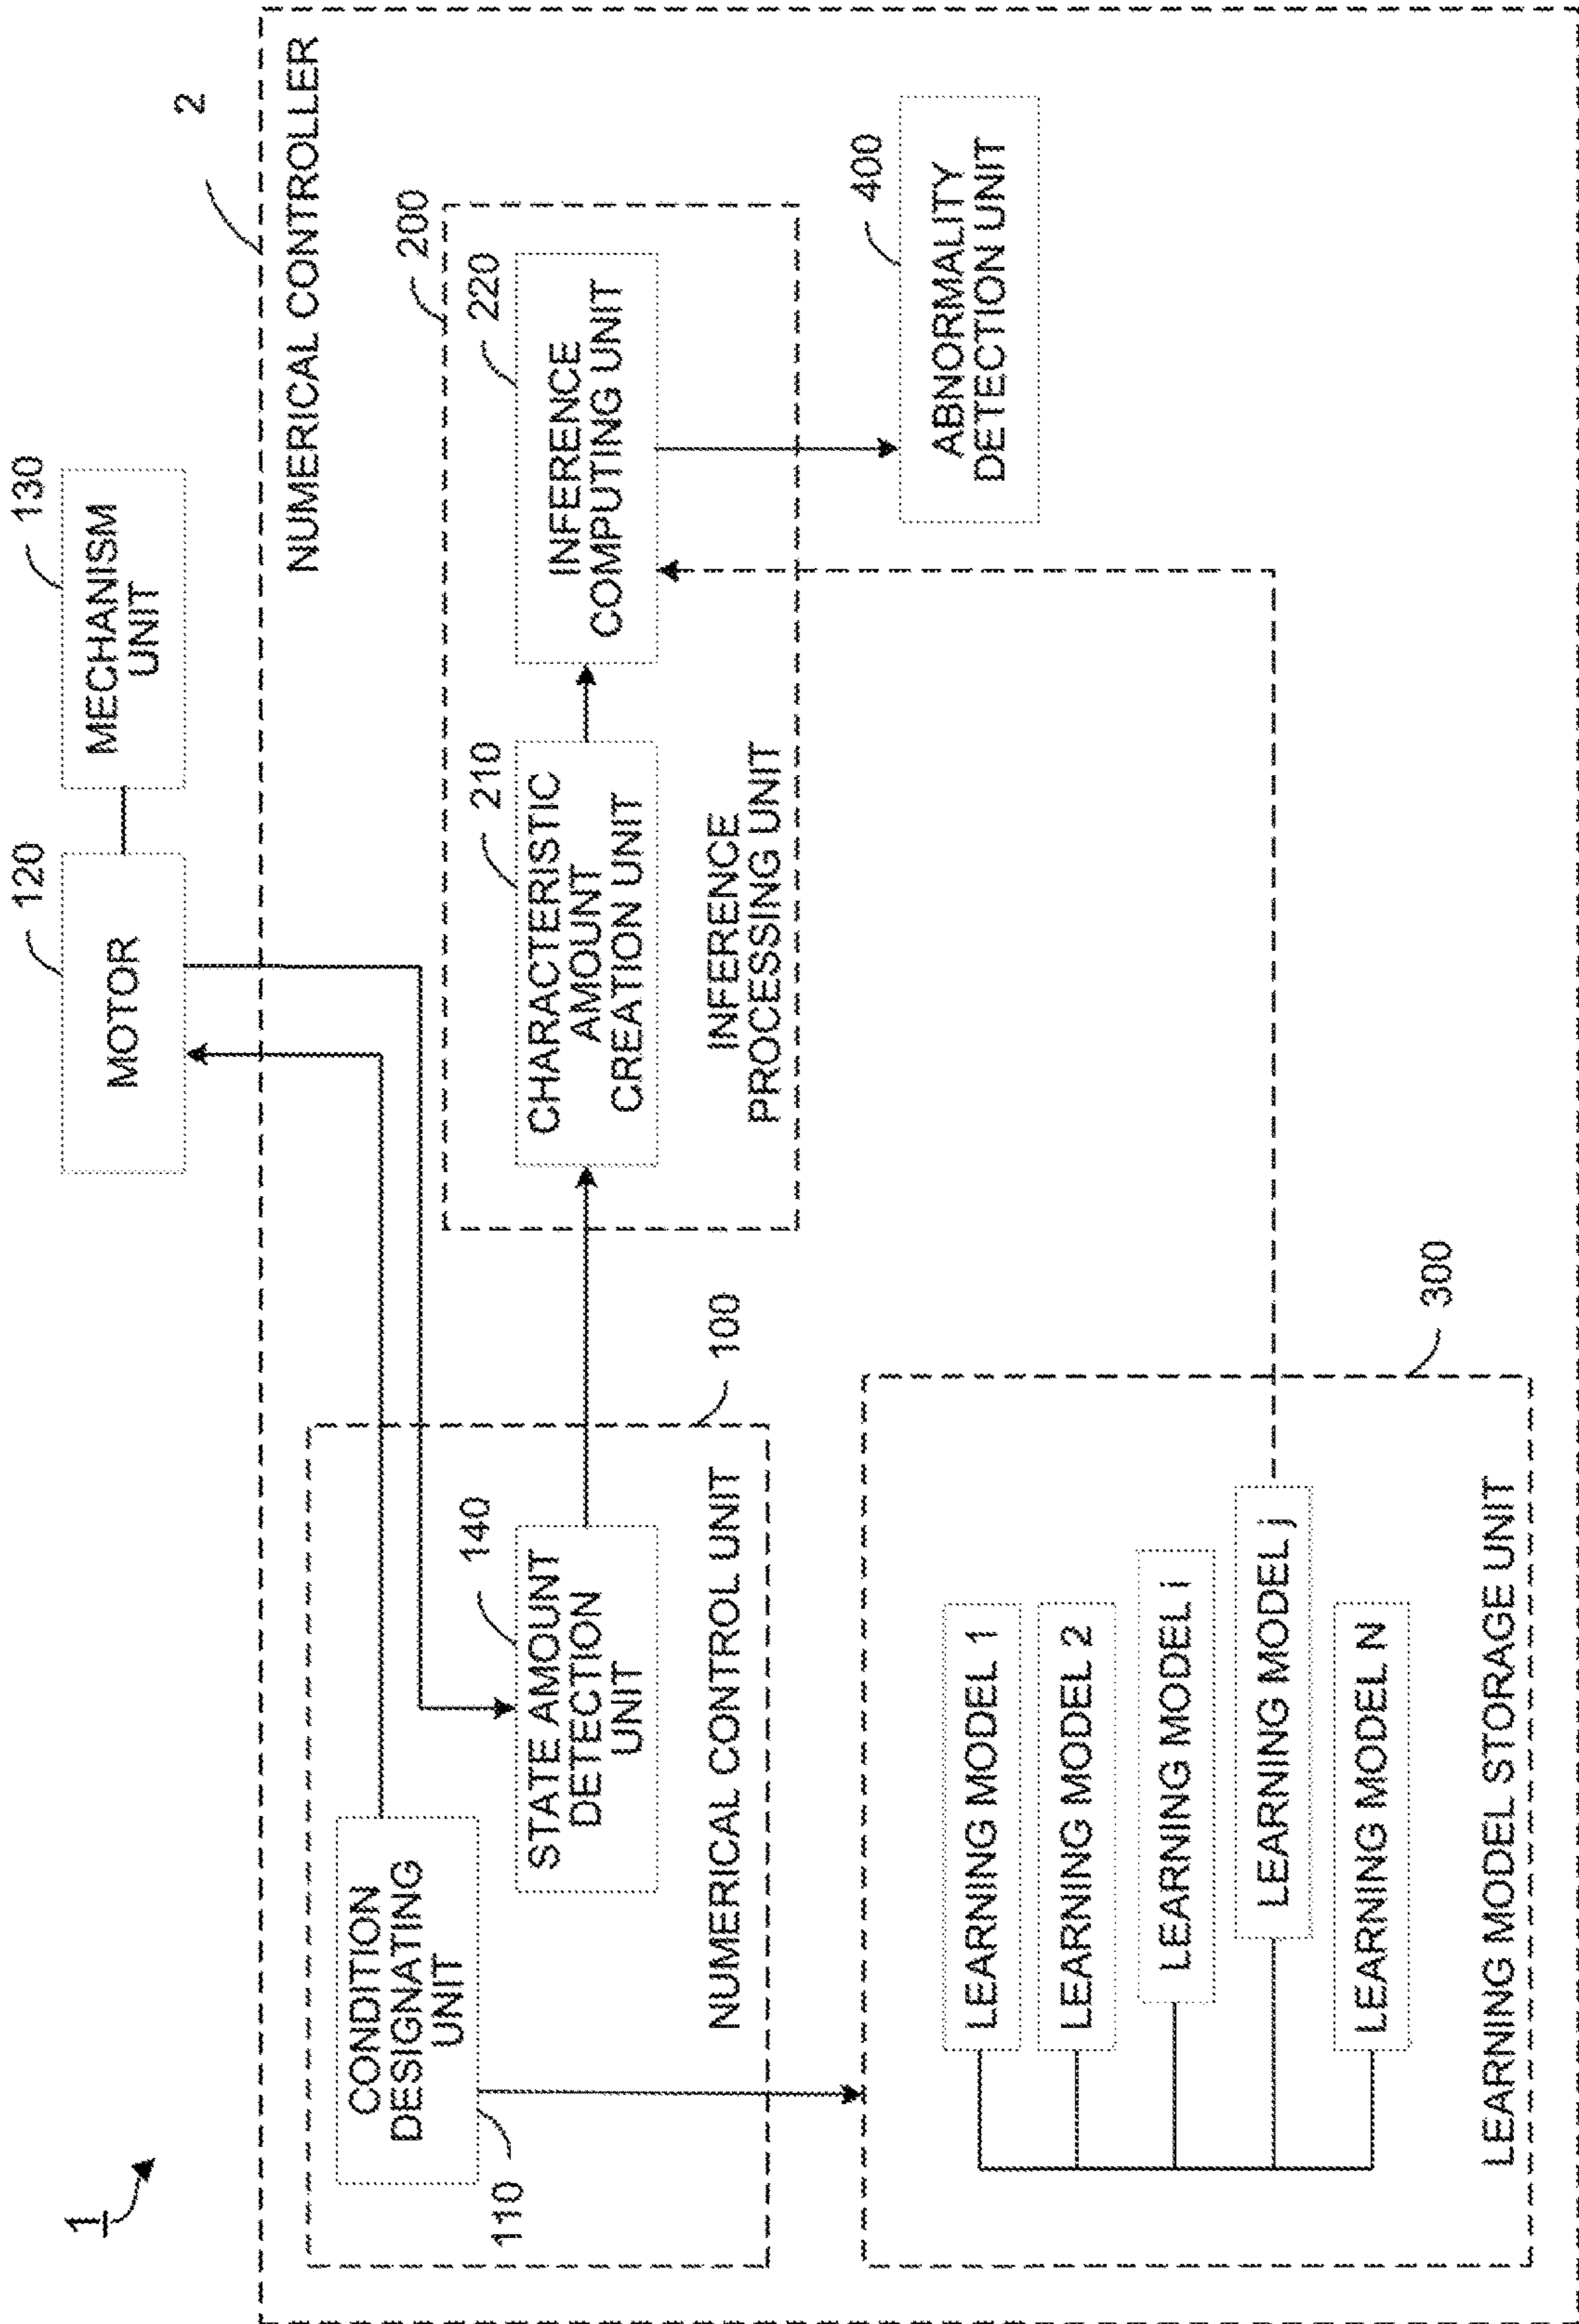 1
2
NUMERICAL CONTROLLER
120
MOTOR
130
MECHANISM
UNIT
CONDITION
DESIGNATING
UNIT
110
140
STATE AMOUNT
DETECTION
UNIT
NUMERICAL CONTROL UNIT
100
200
210
CHARACTERISTIC
AMOUNT
CREATION UNIT
220
INFERENCE
COMPUTING UNIT
INFERENCE
PROCESSING UNIT
400
ABNORMALITY
DETECTION UNIT
300
LEARNING MODEL 1
LEARNING MODEL 2
LEARNING MODEL i
LEARNING MODEL j
LEARNING MODEL N
LEARNING MODEL STORAGE UNIT